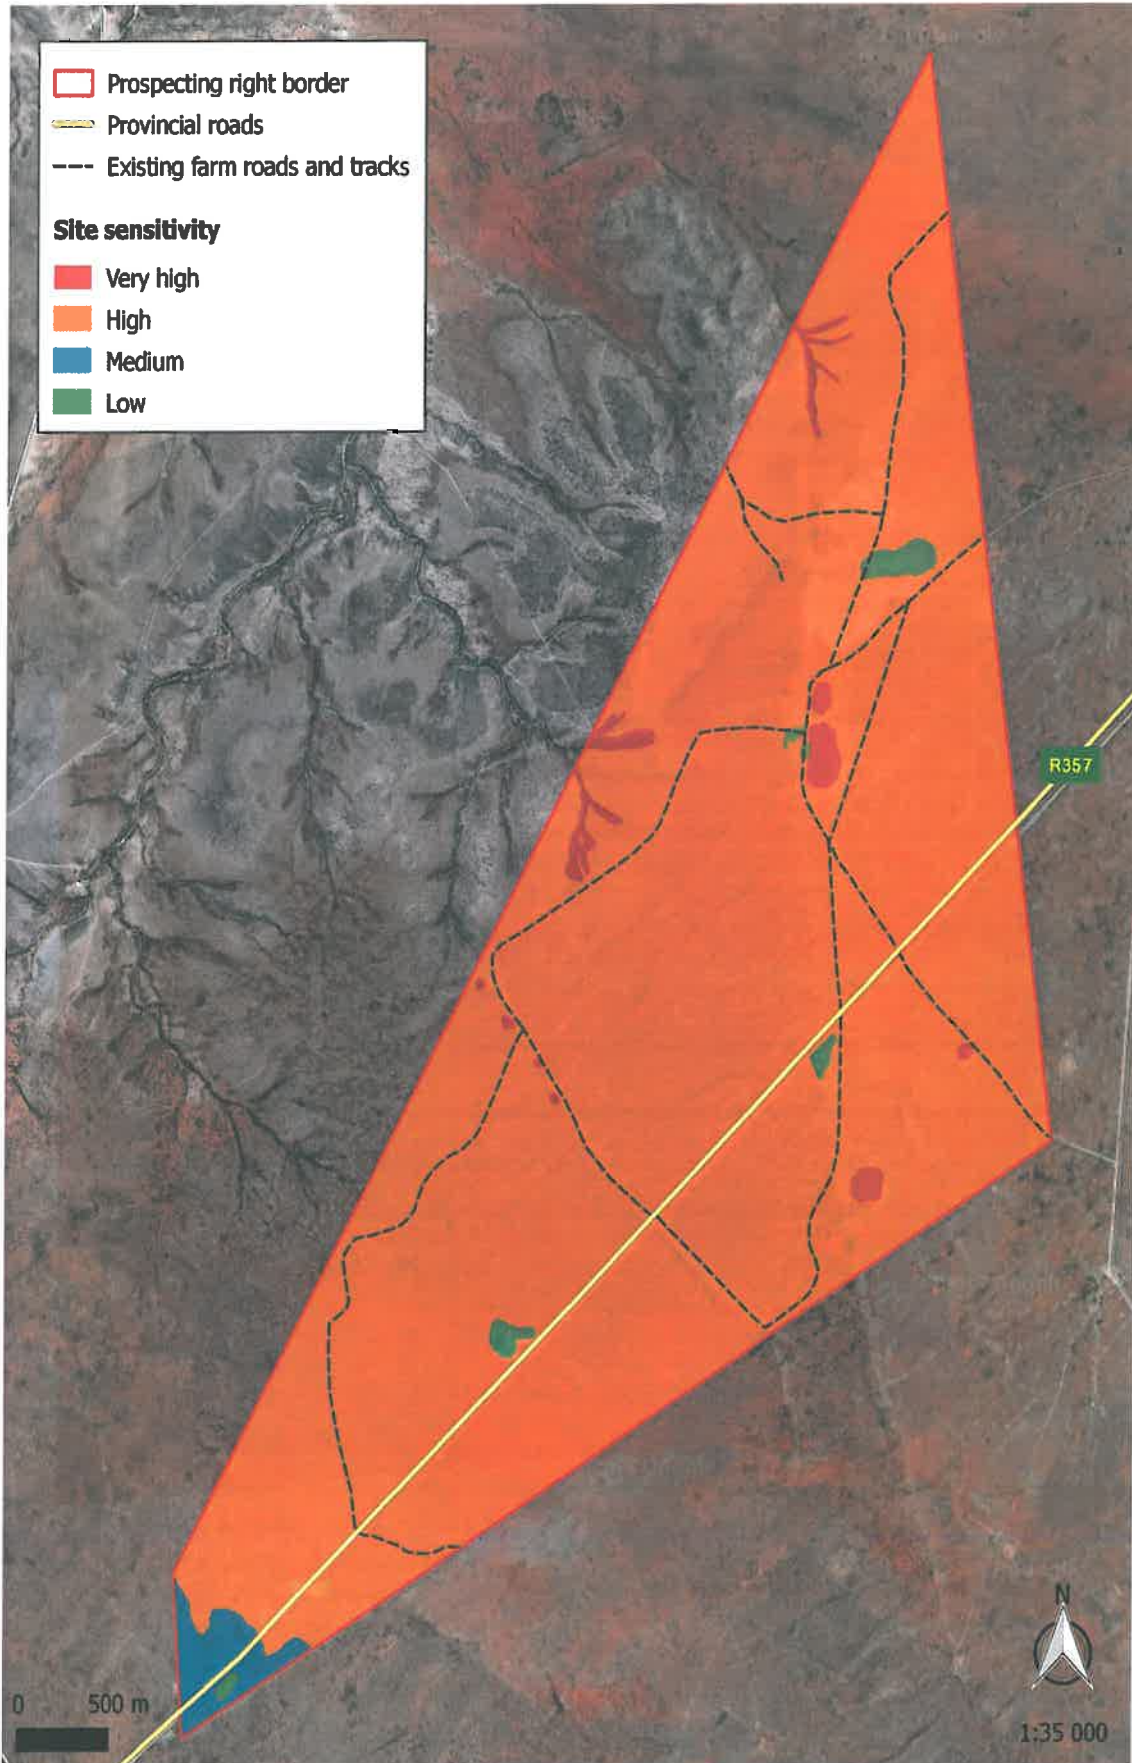 Prospecting right border
Provincial roads
Existing farm roads and tracks
Site sensitivity
Very high
High
Medium
Low
R357
N
0 500 m
1:35 000